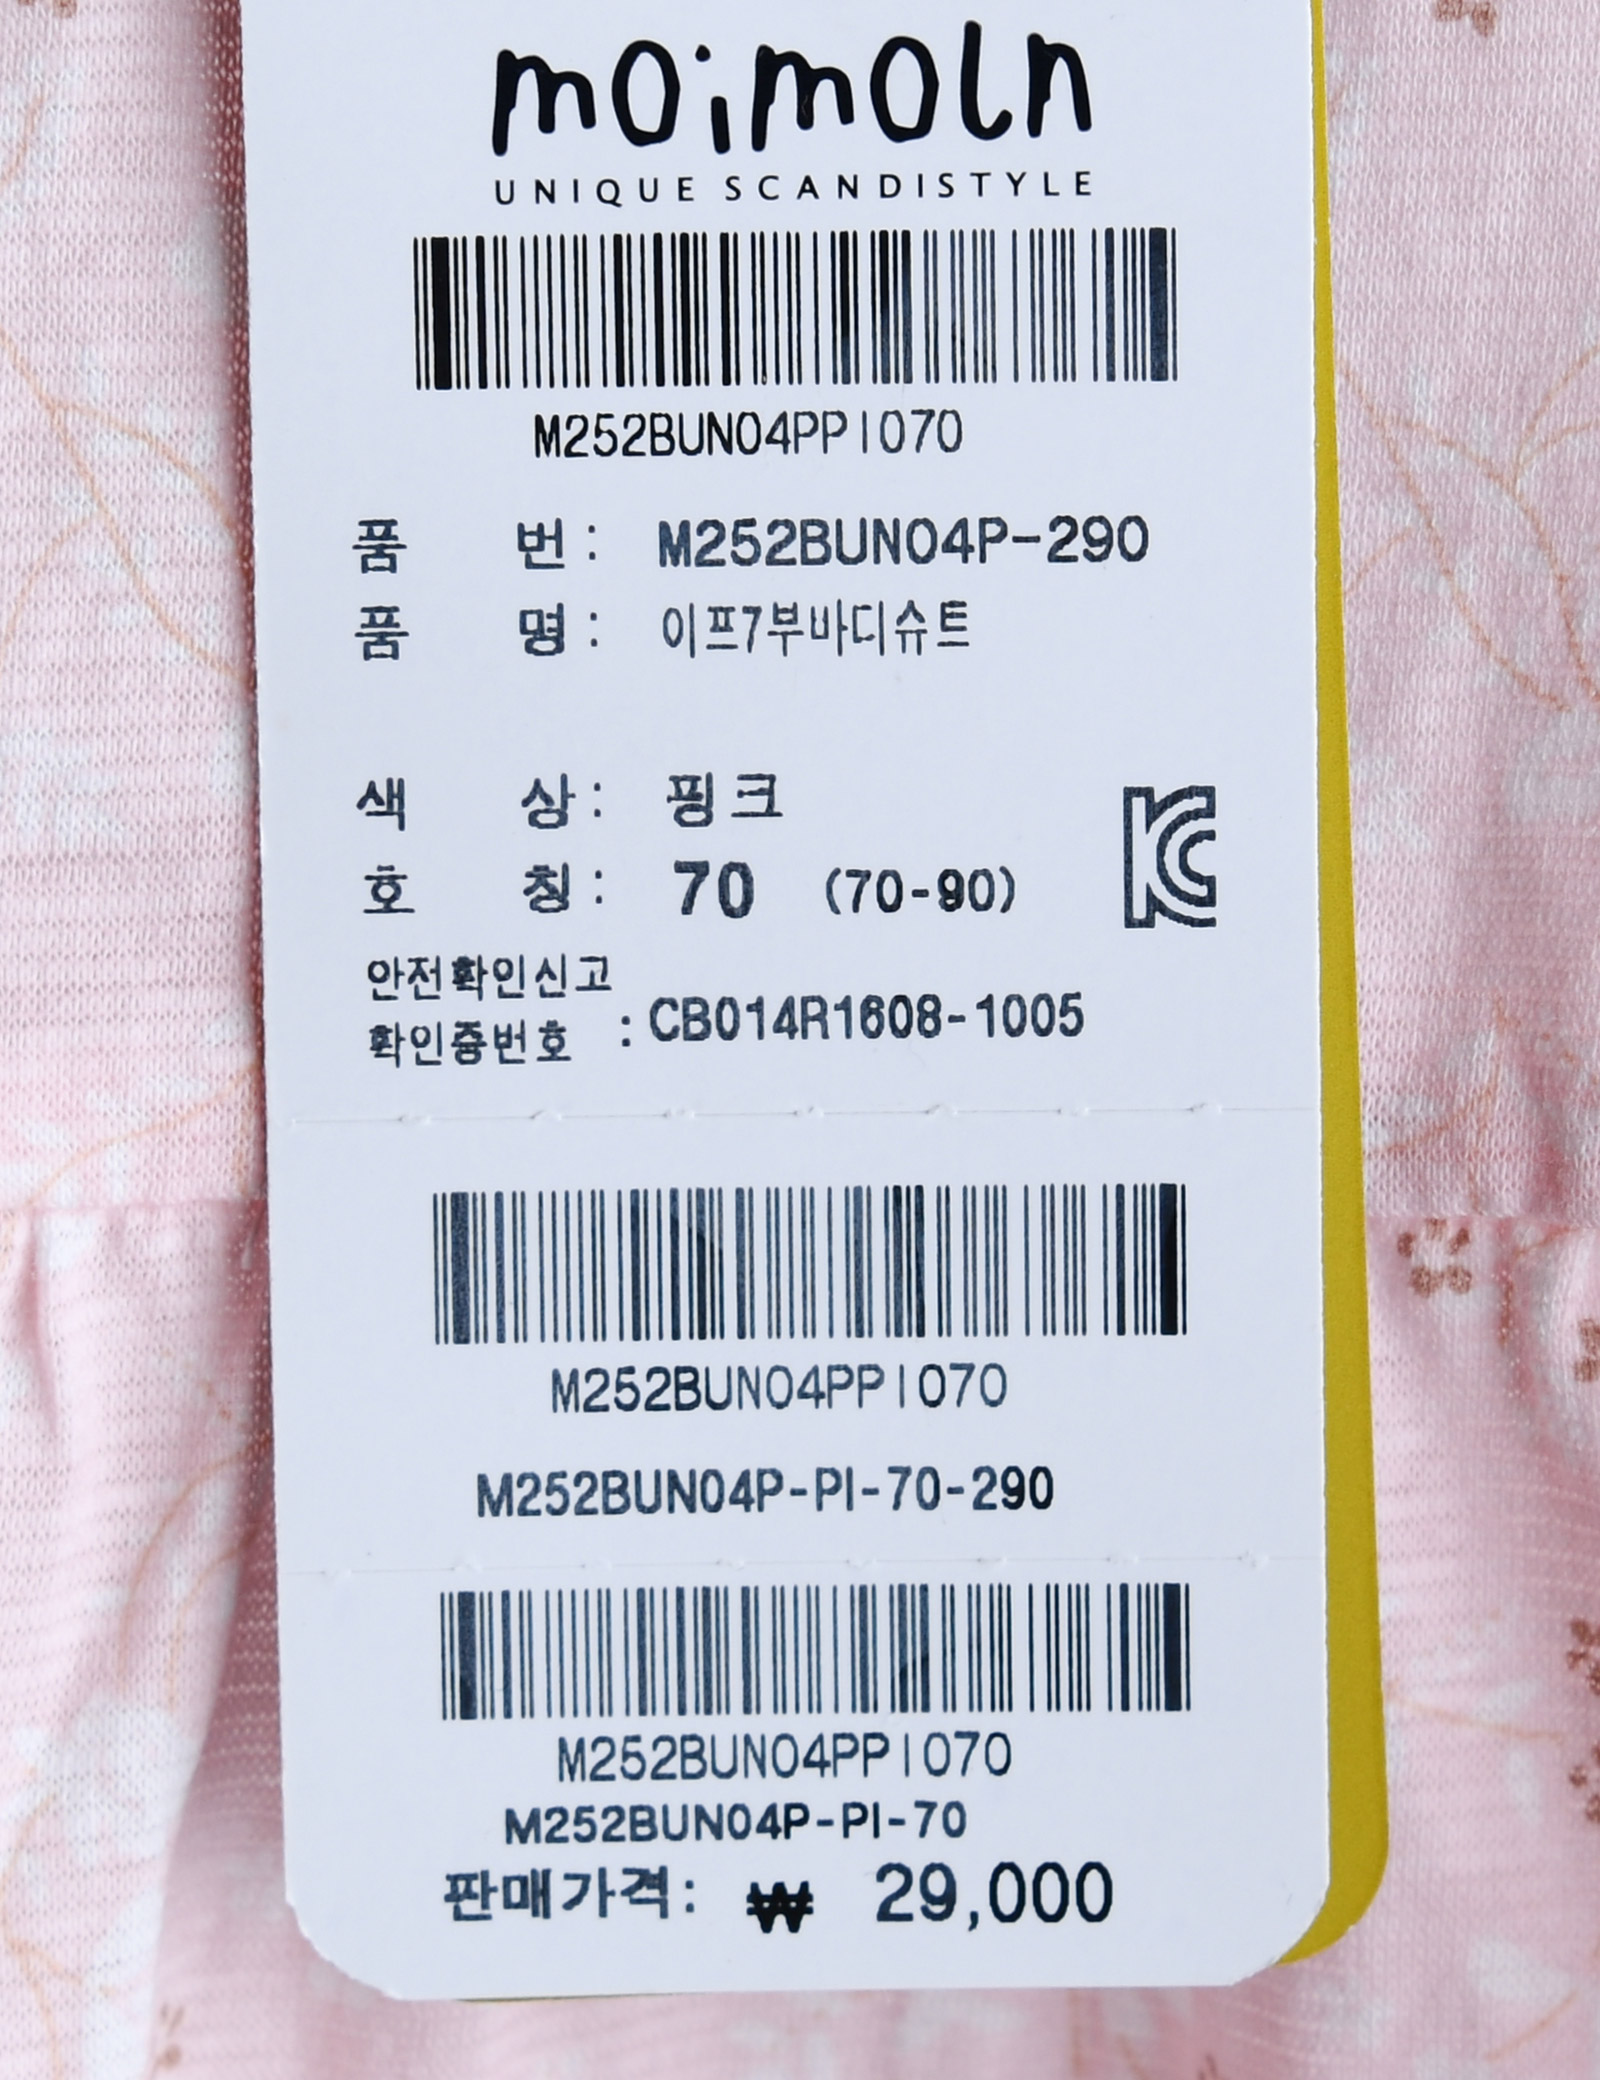 moimoln
UNIQUE SCANDISTYLE
M252BUN04PPI070
품 번 : M252BUN04P-290
품 명 : 이프7부바디슈트
색 상 : 핑크
호 칭 : 70 (70-90)
안전확인신고
확인증번호 : CB014R1608-1005
M252BUN04PPI070
M252BUN04P-PI-70-290
M252BUN04PPI070
M252BUN04P-PI-70
판매가격: ₩ 29,000